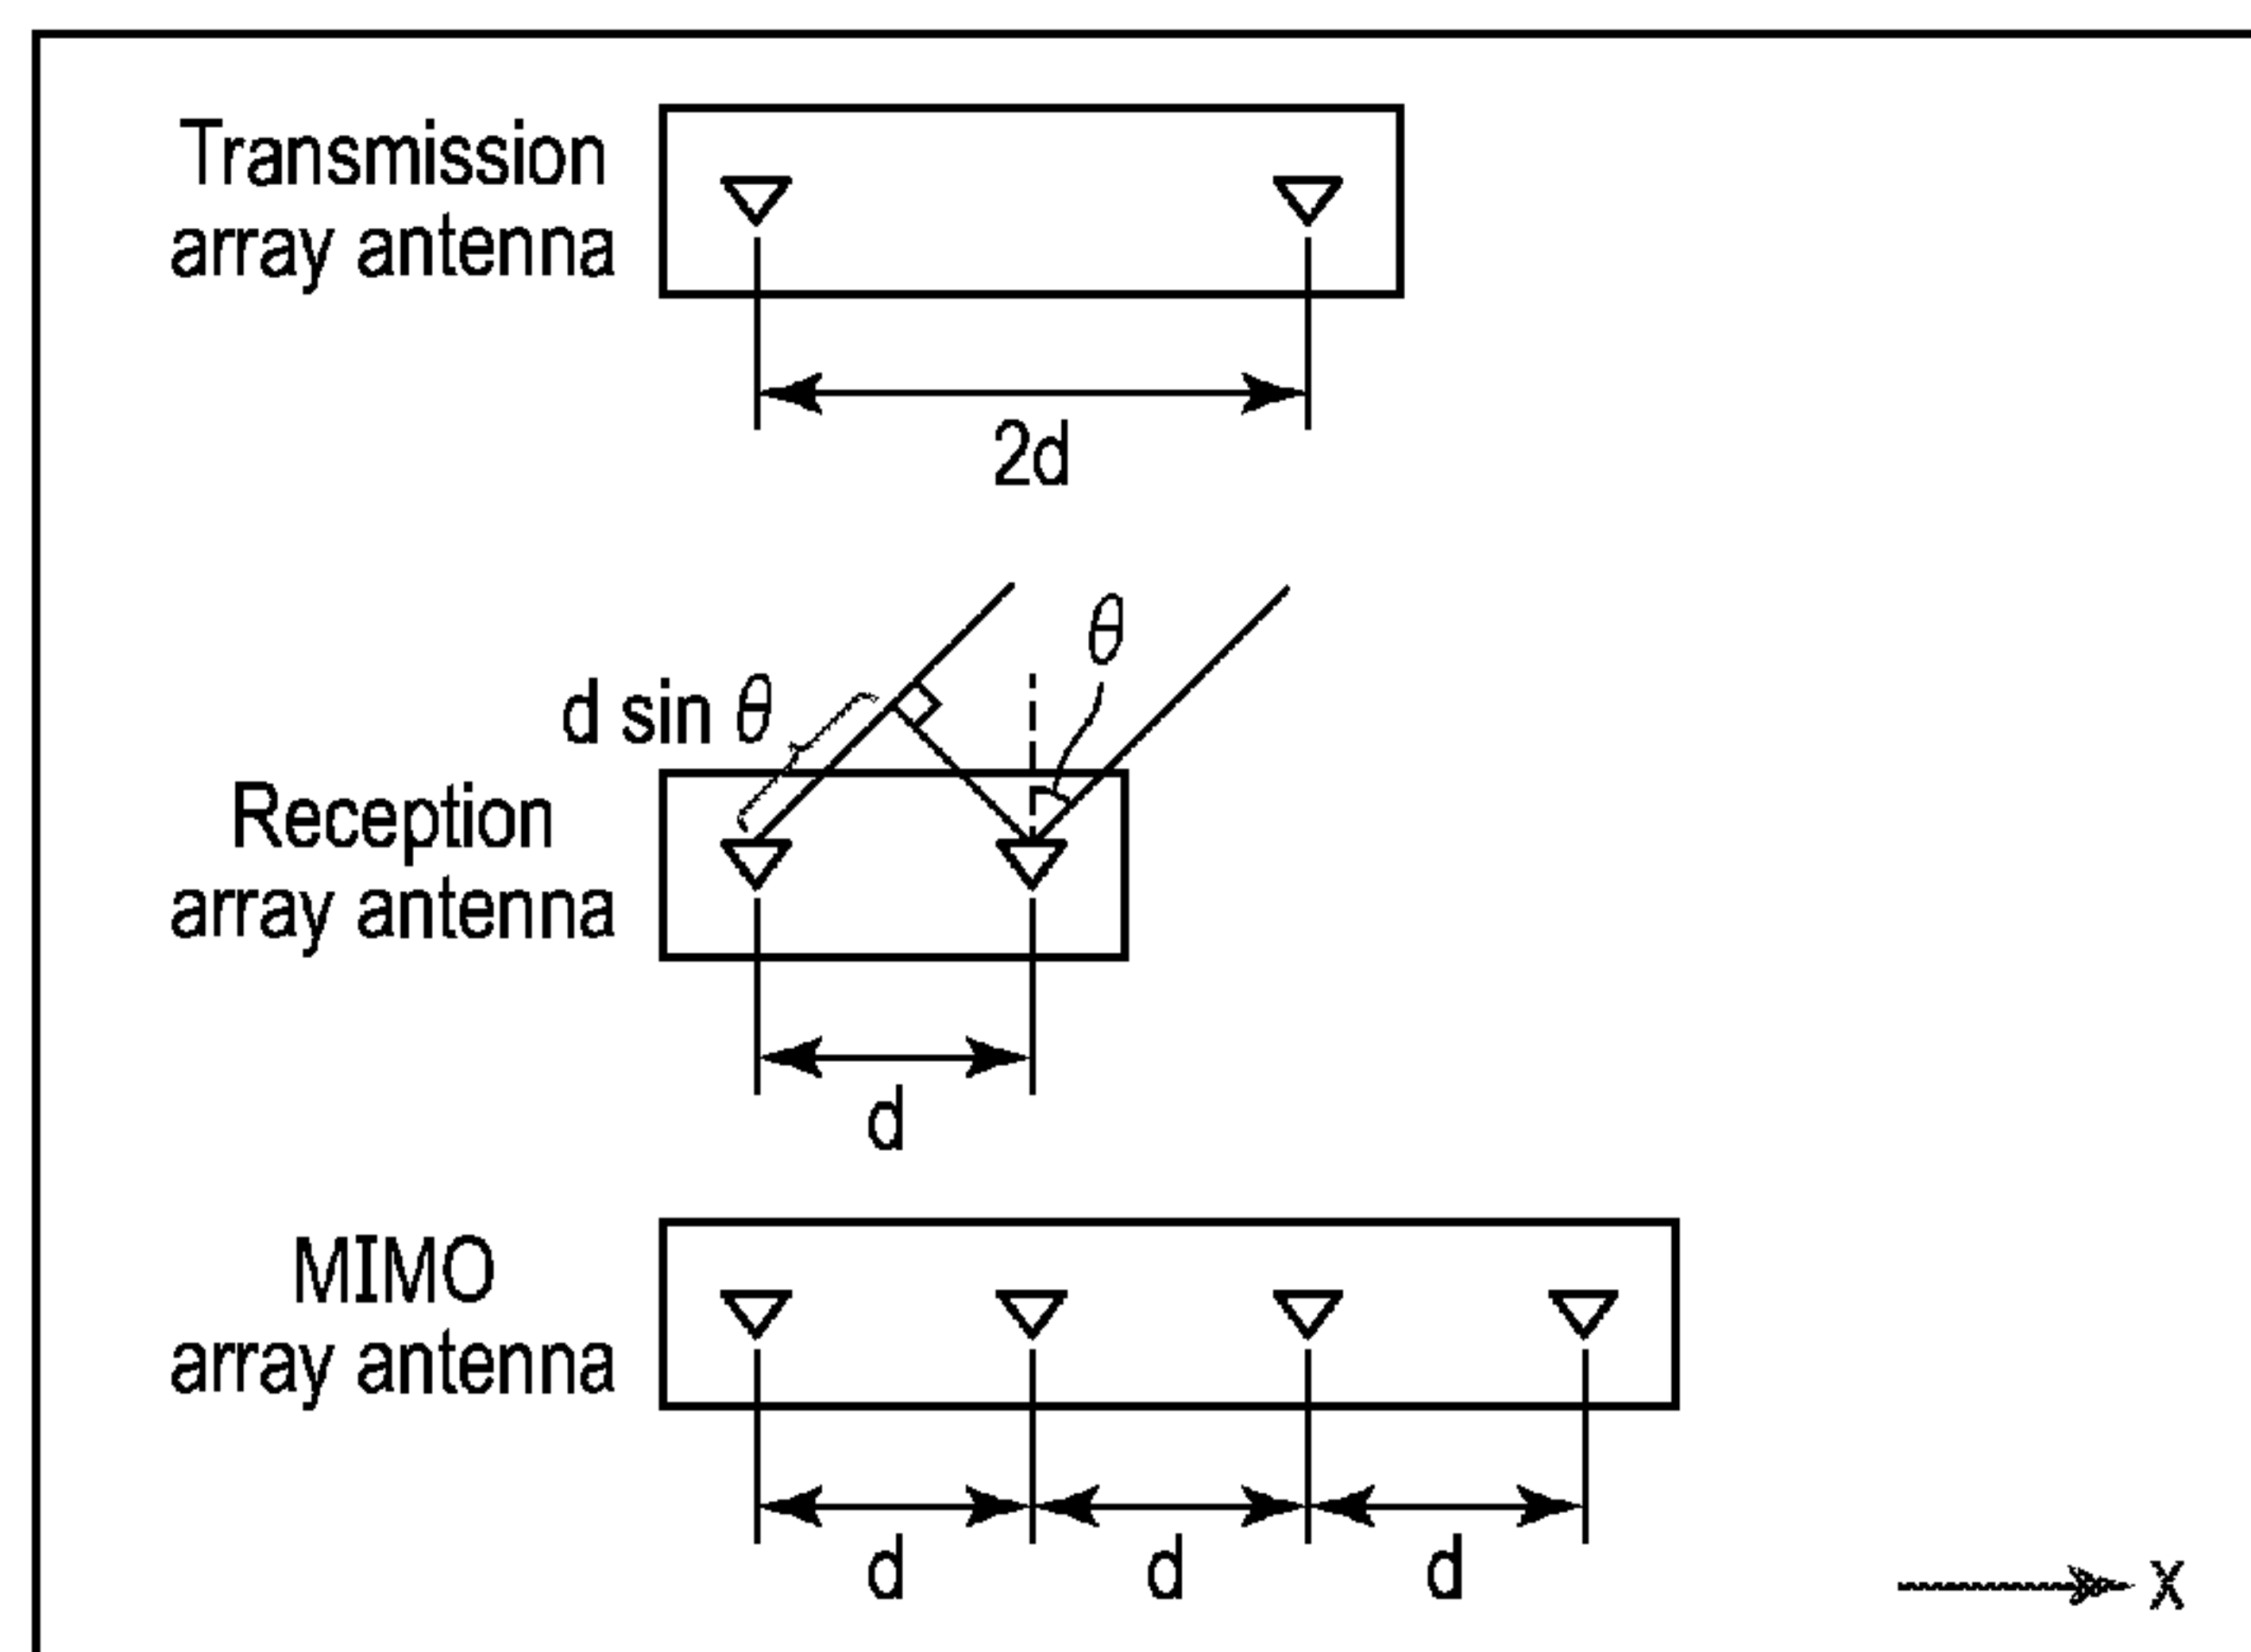 Transmission
array antenna
2d
θ
d sin θ
Reception
array antenna
d
MIMO
array antenna
d d d
x